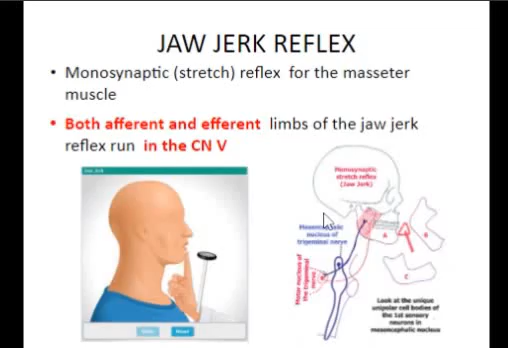 JAW JERK REFLEX
• Monosynaptic (stretch) reflex for the masseter
muscle
• Both afferent and efferent limbs of the jaw jerk
reflex run in the CN V
Jaw Jerk
Monosynaptic
stretch reflex
(Jaw Jerk)
Mesencephalic
nucleus of
trigeminal nerve
Motor nucleus of
the trigeminal
nerve
A
B
C
Look at the unique
unipolar cell bodies of
the 1st sensory
neurons in
mesencephalic nucleus
Reset